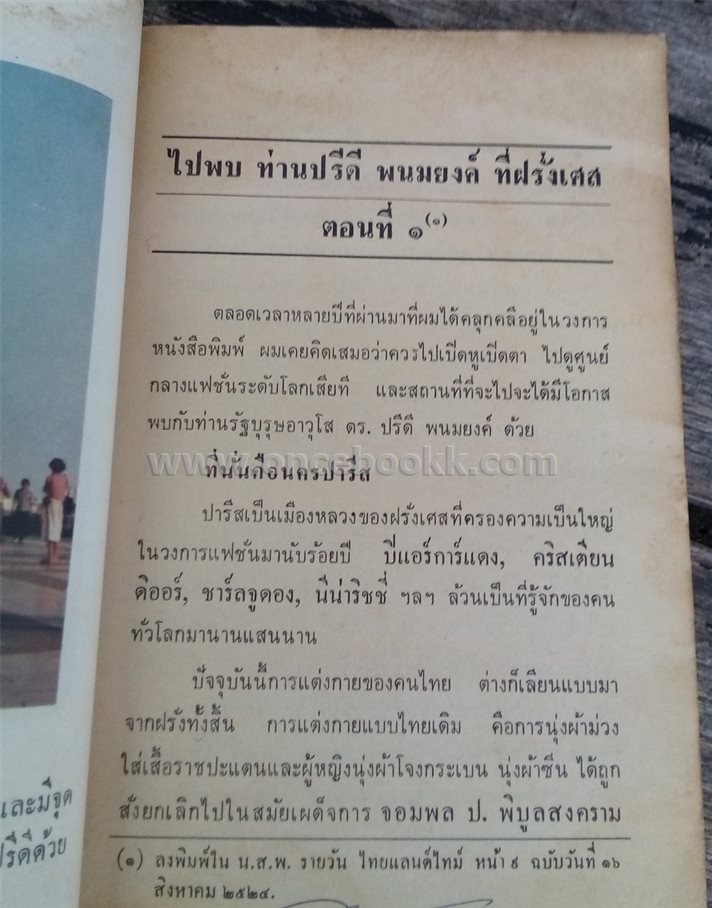 ไปพบ ท่านปรีดี พนมยงค์ ที่ฝรั่งเศส
ตอนที่ ๑(๑)
ตลอดเวลาหลายปีที่ผ่านมาที่ผมได้คลุกคลีอยู่ในวงการ
หนังสือพิมพ์ ผมเคยคิดเสมอว่าควรไปเปิดหูเปิดตา ไปดูศูนย์
กลางแฟชั่นระดับโลกเสียที และสถานที่ที่จะไปจะได้มีโอกาส
พบกับท่านรัฐบุรุษอาวุโส ดร. ปรีดี พนมยงค์ ด้วย
www.oncebookk.com
ที่นั่นคือนครปารีส
ปารีสเป็นเมืองหลวงของฝรั่งเศสที่ครองความเป็นใหญ่
ในวงการแฟชั่นมานับร้อยปี ปีแอร์การ์แดง, คริสเตียน
ดิออร์, ชาร์ลจูดอง, นีน่าริชชี่ ฯลฯ ล้วนเป็นที่รู้จักของคน
ทั่วโลกมานานแสนนาน
ปัจจุบันนี้การแต่งกายของคนไทย ต่างก็เลียนแบบมา
จากฝรั่งทั้งสิ้น การแต่งกายแบบไทยเดิม คือการนุ่งผ้าม่วง
ใส่เสื้อราชปะแตนและผู้หญิงนุ่งผ้าโจงกระเบน นุ่งผ้าซิ่น ได้ถูก
สั่งยกเลิกไปในสมัยเผด็จการ จอมพล ป. พิบูลสงคราม
(๑) ลงพิมพ์ใน น.ส.พ. รายวัน ไทยแลนด์ไทม์ หน้า ๙ ฉบับวันที่ ๑๖
สิงหาคม ๒๕๒๔.
และมีจุด
ปรีดีด้วย